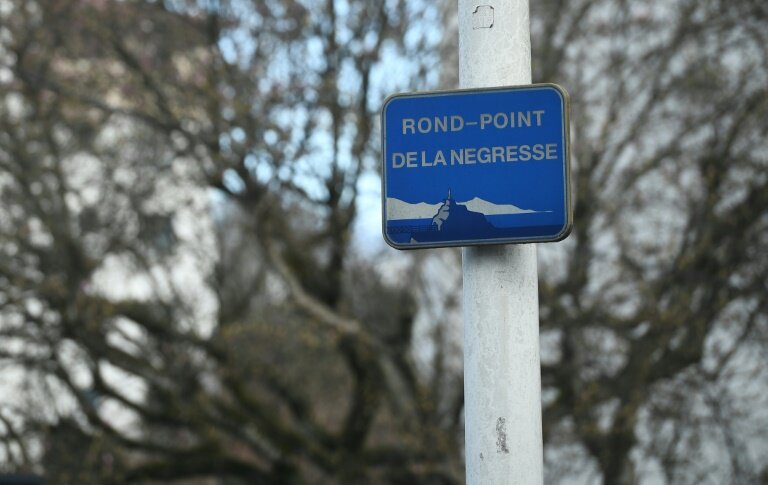 ROND-POINT
DE LA NEGRESSE